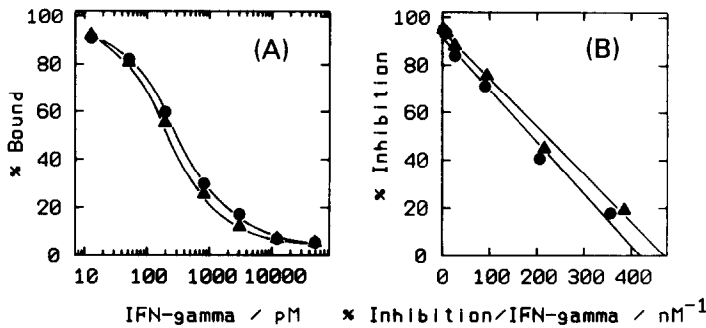 100
80
60
40
20
0
% Bound
(A)
10 100 1000 10000
IFN-gamma / pM
100
80
60
40
20
0
% Inhibition
(B)
0 100 200 300 400
% Inhibition/IFN-gamma / nM⁻¹